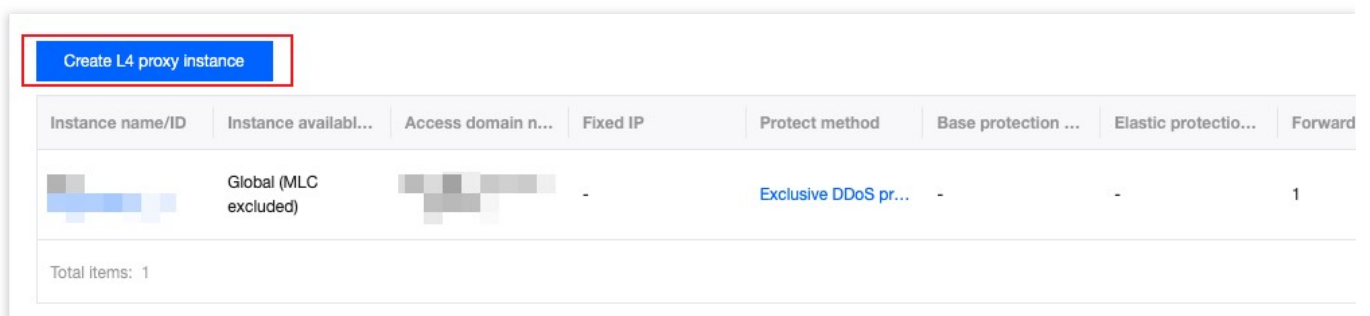 Create L4 proxy instance
Instance name/ID Instance availabl... Access domain n... Fixed IP Protect method Base protection ... Elastic protectio... Forward
Global (MLC
excluded)
- Exclusive DDoS pr... - - 1
Total items: 1